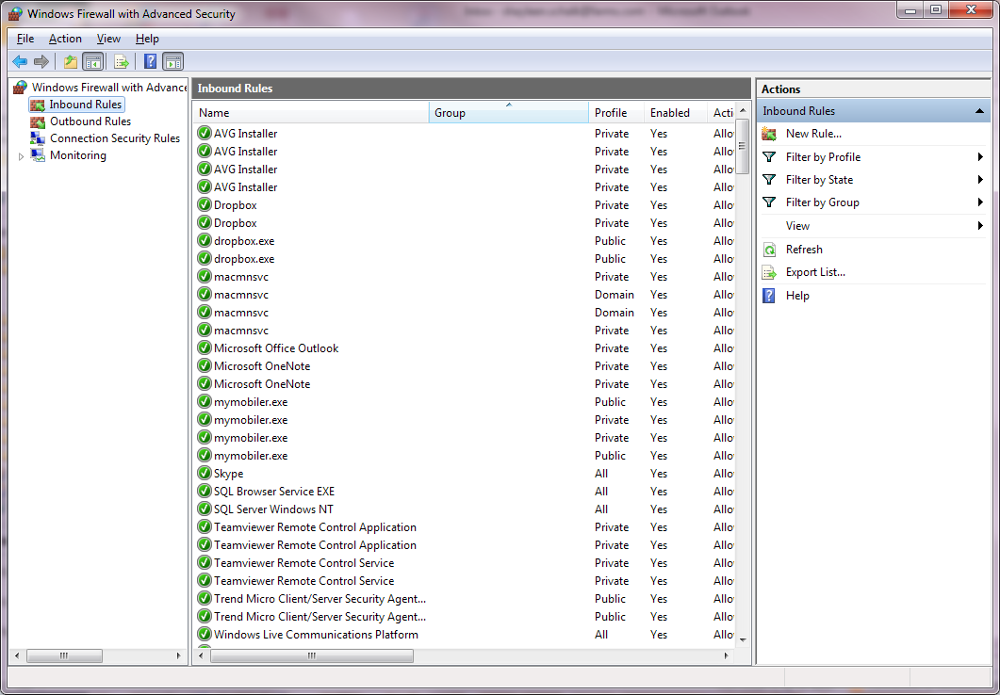 Windows Firewall with Advanced Security
File Action View Help
Windows Firewall with Advance
Inbound Rules
Outbound Rules
Connection Security Rules
Monitoring
Inbound Rules
Name Group Profile Enabled Acti
AVG Installer Private Yes Allo
AVG Installer Private Yes Allo
AVG Installer Private Yes Allo
AVG Installer Private Yes Allo
Dropbox Private Yes Allo
Dropbox Private Yes Allo
dropbox.exe Public Yes Allo
dropbox.exe Public Yes Allo
macmnsvc Private Yes Allo
macmnsvc Domain Yes Allo
macmnsvc Domain Yes Allo
macmnsvc Private Yes Allo
Microsoft Office Outlook Private Yes Allo
Microsoft OneNote Private Yes Allo
Microsoft OneNote Private Yes Allo
mymobiler.exe Public Yes Allo
mymobiler.exe Private Yes Allo
mymobiler.exe Private Yes Allo
mymobiler.exe Public Yes Allo
Skype All Yes Allo
SQL Browser Service EXE All Yes Allo
SQL Server Windows NT All Yes Allo
Teamviewer Remote Control Application Private Yes Allo
Teamviewer Remote Control Application Private Yes Allo
Teamviewer Remote Control Service Private Yes Allo
Teamviewer Remote Control Service Private Yes Allo
Trend Micro Client/Server Security Agent... Public Yes Allo
Trend Micro Client/Server Security Agent... Public Yes Allo
Windows Live Communications Platform All Yes Allo
Actions
Inbound Rules
New Rule...
Filter by Profile
Filter by State
Filter by Group
View
Refresh
Export List...
Help